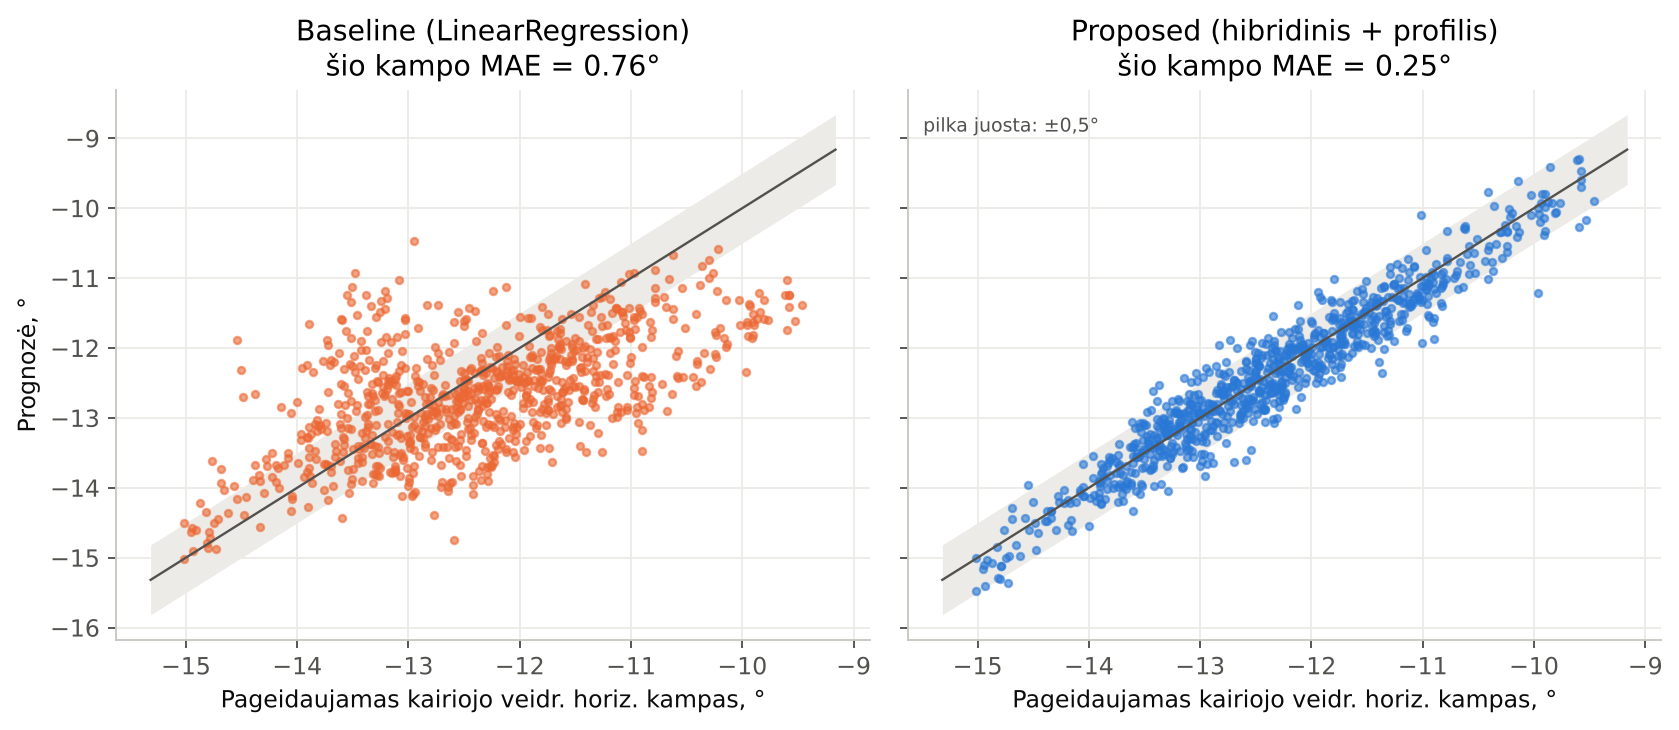 Baseline (LinearRegression)
šio kampo MAE = 0.76°
Proposed (hibridinis + profilis)
šio kampo MAE = 0.25°
pilka juosta: ±0,5°
Prognozė, °
−9
−10
−11
−12
−13
−14
−15
−16
−15 −14 −13 −12 −11 −10 −9
−15 −14 −13 −12 −11 −10 −9
Pageidaujamas kairiojo veidr. horiz. kampas, °
Pageidaujamas kairiojo veidr. horiz. kampas, °